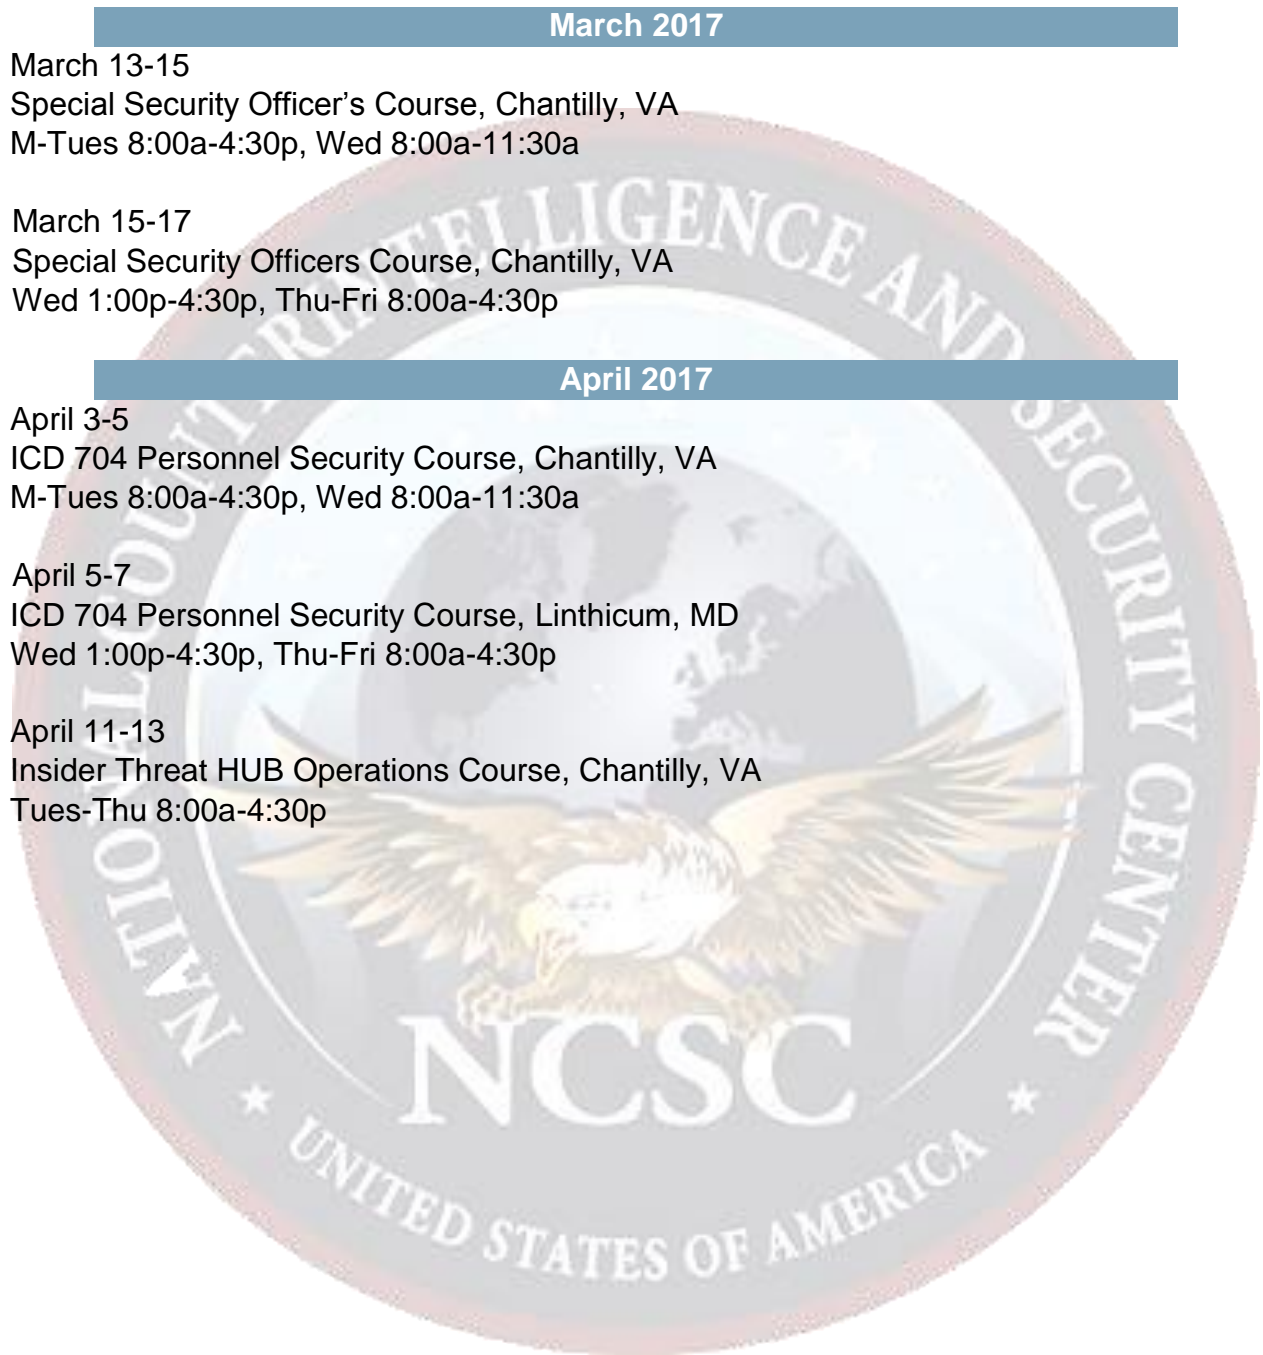 March 2017
March 13-15
Special Security Officer’s Course, Chantilly, VA
M-Tues 8:00a-4:30p, Wed 8:00a-11:30a
March 15-17
Special Security Officers Course, Chantilly, VA
Wed 1:00p-4:30p, Thu-Fri 8:00a-4:30p
April 2017
April 3-5
ICD 704 Personnel Security Course, Chantilly, VA
M-Tues 8:00a-4:30p, Wed 8:00a-11:30a
April 5-7
ICD 704 Personnel Security Course, Linthicum, MD
Wed 1:00p-4:30p, Thu-Fri 8:00a-4:30p
April 11-13
Insider Threat HUB Operations Course, Chantilly, VA
Tues-Thu 8:00a-4:30p
NATIONAL COUNTERINTELLIGENCE AND SECURITY CENTER
NCSC
UNITED STATES OF AMERICA